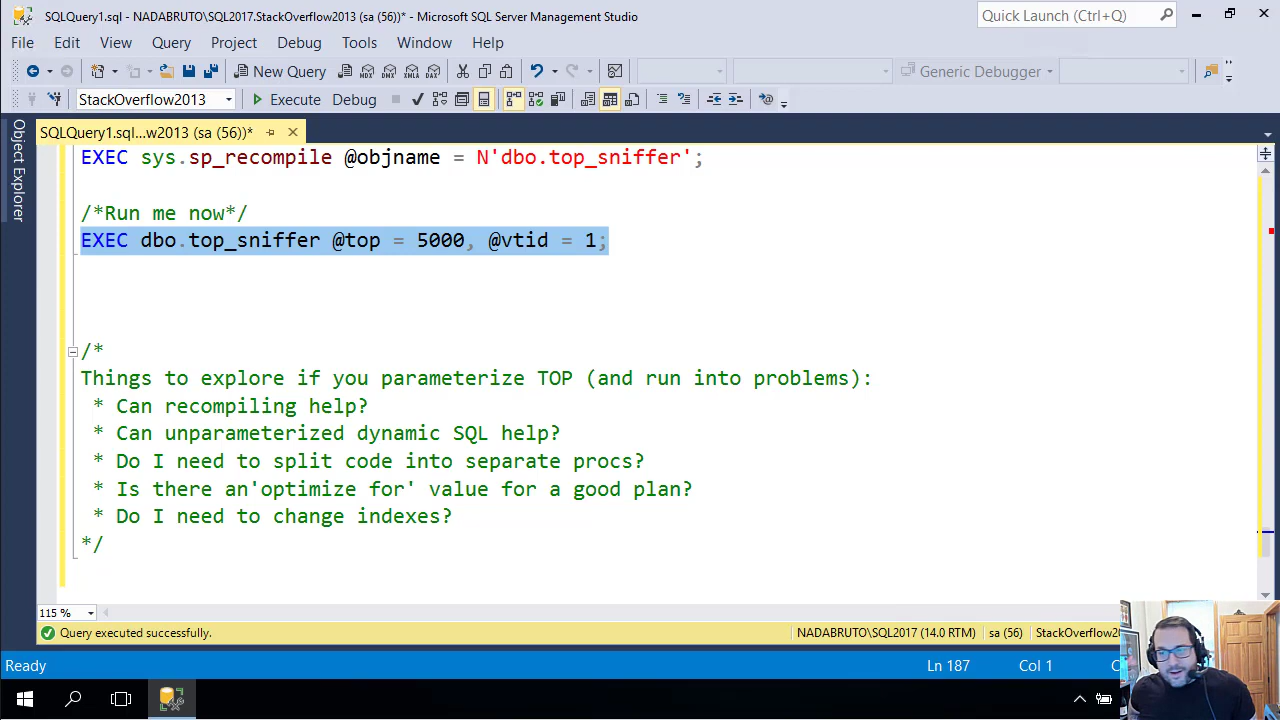 SQLQuery1.sql - NADABRUTO\SQL2017.StackOverflow2013 (sa (56))* - Microsoft SQL Server Management Studio
Quick Launch (Ctrl+Q)
File Edit View Query Project Debug Tools Window Help
New Query
Generic Debugger
StackOverflow2013
Execute Debug
SQLQuery1.sql...w2013 (sa (56))*
Object Explorer
EXEC sys.sp_recompile @objname = N'dbo.top_sniffer';
/*Run me now*/
EXEC dbo.top_sniffer @top = 5000, @vtid = 1;
/*
Things to explore if you parameterize TOP (and run into problems):
* Can recompiling help?
* Can unparameterized dynamic SQL help?
* Do I need to split code into separate procs?
* Is there an'optimize for' value for a good plan?
* Do I need to change indexes?
*/
115 %
Query executed successfully.
NADABRUTO\SQL2017 (14.0 RTM) sa (56) StackOverflow20
Ready
Ln 187
Col 1